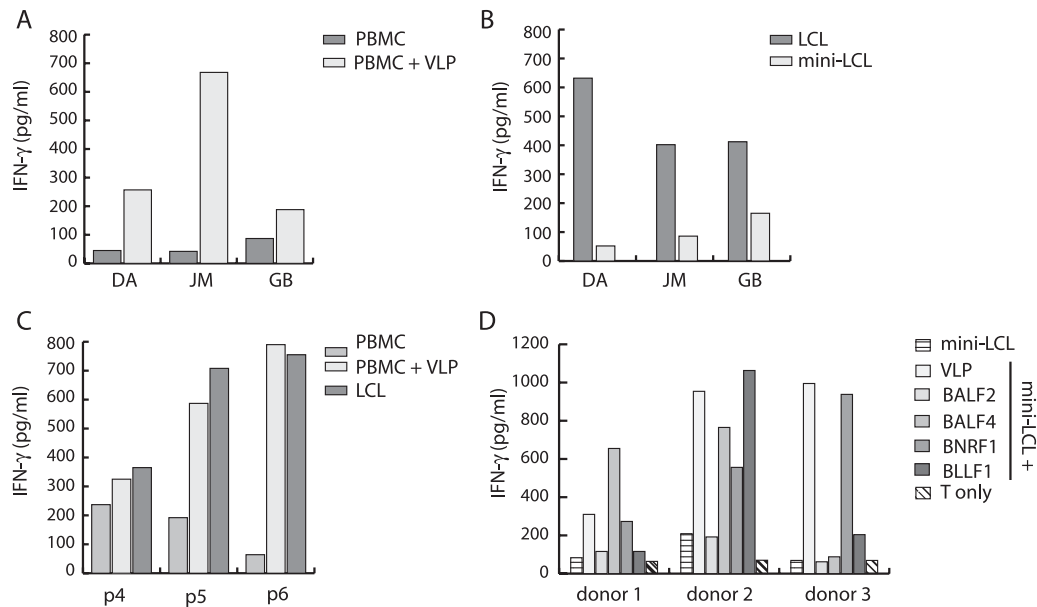 A
IFN-γ (pg/ml)
800
700
600
500
400
300
200
100
0
DA JM GB
PBMC
PBMC + VLP
B
IFN-γ (pg/ml)
800
700
600
500
400
300
200
100
0
DA JM GB
LCL
mini-LCL
C
IFN-γ (pg/ml)
800
700
600
500
400
300
200
100
0
p4 p5 p6
PBMC
PBMC + VLP
LCL
D
IFN-γ (pg/ml)
1200
1000
800
600
400
200
0
donor 1 donor 2 donor 3
mini-LCL
VLP
BALF2
BALF4
BNRF1
BLLF1
T only
mini-LCL +